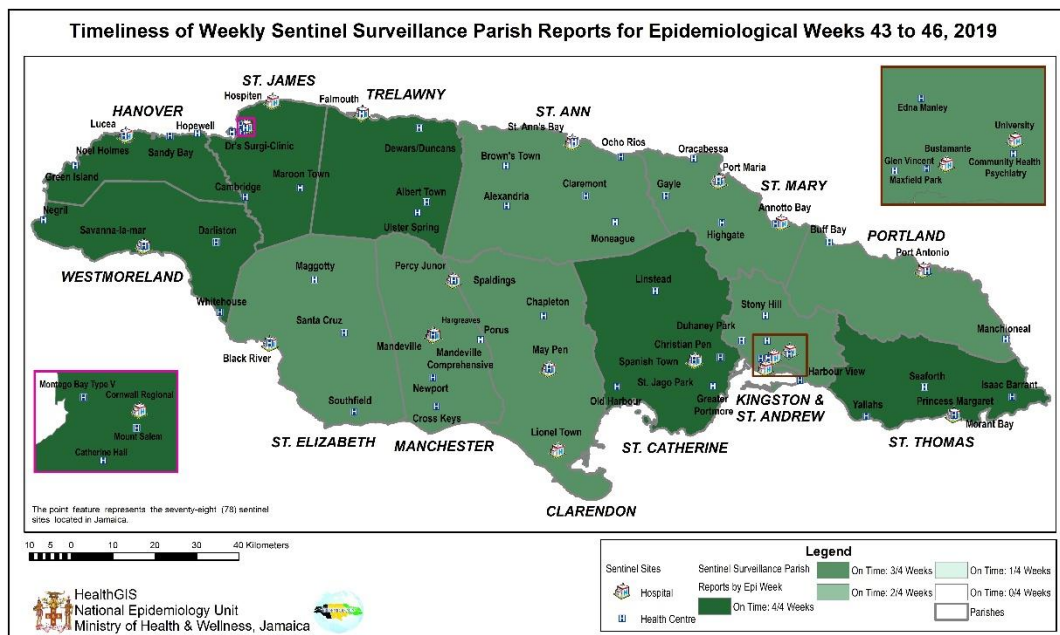 Timeliness of Weekly Sentinel Surveillance Parish Reports for Epidemiological Weeks 43 to 46, 2019
ST. JAMES
Hospiten
TRELAWNY
Falmouth
HANOVER
Lucea
Hopewell
Noel Holmes
Sandy Bay
Green Island
Dr's Surgi-Clinic
Dewars/Duncans
Cambridge
Maroon Town
Albert Town
Ulster Spring
Negril
Savanna-la-mar
Darliston
WESTMORELAND
Whitehouse
ST. ANN
St. Ann's Bay
Ocho Rios
Brown's Town
Alexandria
Claremont
Moneague
Oracabessa
Port Maria
Gayle
ST. MARY
Annotto Bay
Highgate
Buff Bay
PORTLAND
Port Antonio
Manchioneal
Edna Manley
University
Bustamante
Glen Vincent
Community Health
Psychiatry
Maxfield Park
Maggotty
Percy Junor
Spaldings
Santa Cruz
Hargreaves
Porus
Black River
Mandeville
Mandeville
Comprehensive
Newport
Southfield
Cross Keys
ST. ELIZABETH
MANCHESTER
Chapleton
May Pen
Lionel Town
CLARENDON
Linstead
Stony Hill
Duhaney Park
Christian Pen
Spanish Town
St. Jago Park
Old Harbour
Greater
Portmore
ST. CATHERINE
Harbour View
KINGSTON &
ST. ANDREW
Seaforth
Isaac Barrant
Princess Margaret
Yallahs
Morant Bay
ST. THOMAS
Montego Bay Type V
Cornwall Regional
Mount Salem
Catherine Hall
The point feature represents the seventy-eight (78) sentinel
sites located in Jamaica.
10 5 0 10 20 30 40 Kilometers
HealthGIS
National Epidemiology Unit
Ministry of Health & Wellness, Jamaica
Legend
Sentinel Sites
Hospital
Health Centre
Sentinel Surveillance Parish
Reports by Epi Week
On Time: 4/4 Weeks
On Time: 3/4 Weeks
On Time: 2/4 Weeks
On Time: 1/4 Weeks
On Time: 0/4 Weeks
Parishes